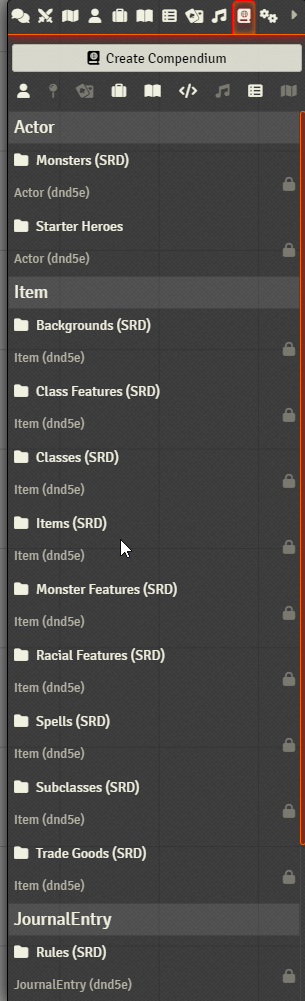 Create Compendium
Actor
Monsters (SRD)
Actor (dnd5e)
Starter Heroes
Actor (dnd5e)
Item
Backgrounds (SRD)
Item (dnd5e)
Class Features (SRD)
Item (dnd5e)
Classes (SRD)
Item (dnd5e)
Items (SRD)
Item (dnd5e)
Monster Features (SRD)
Item (dnd5e)
Racial Features (SRD)
Item (dnd5e)
Spells (SRD)
Item (dnd5e)
Subclasses (SRD)
Item (dnd5e)
Trade Goods (SRD)
Item (dnd5e)
JournalEntry
Rules (SRD)
JournalEntry (dnd5e)